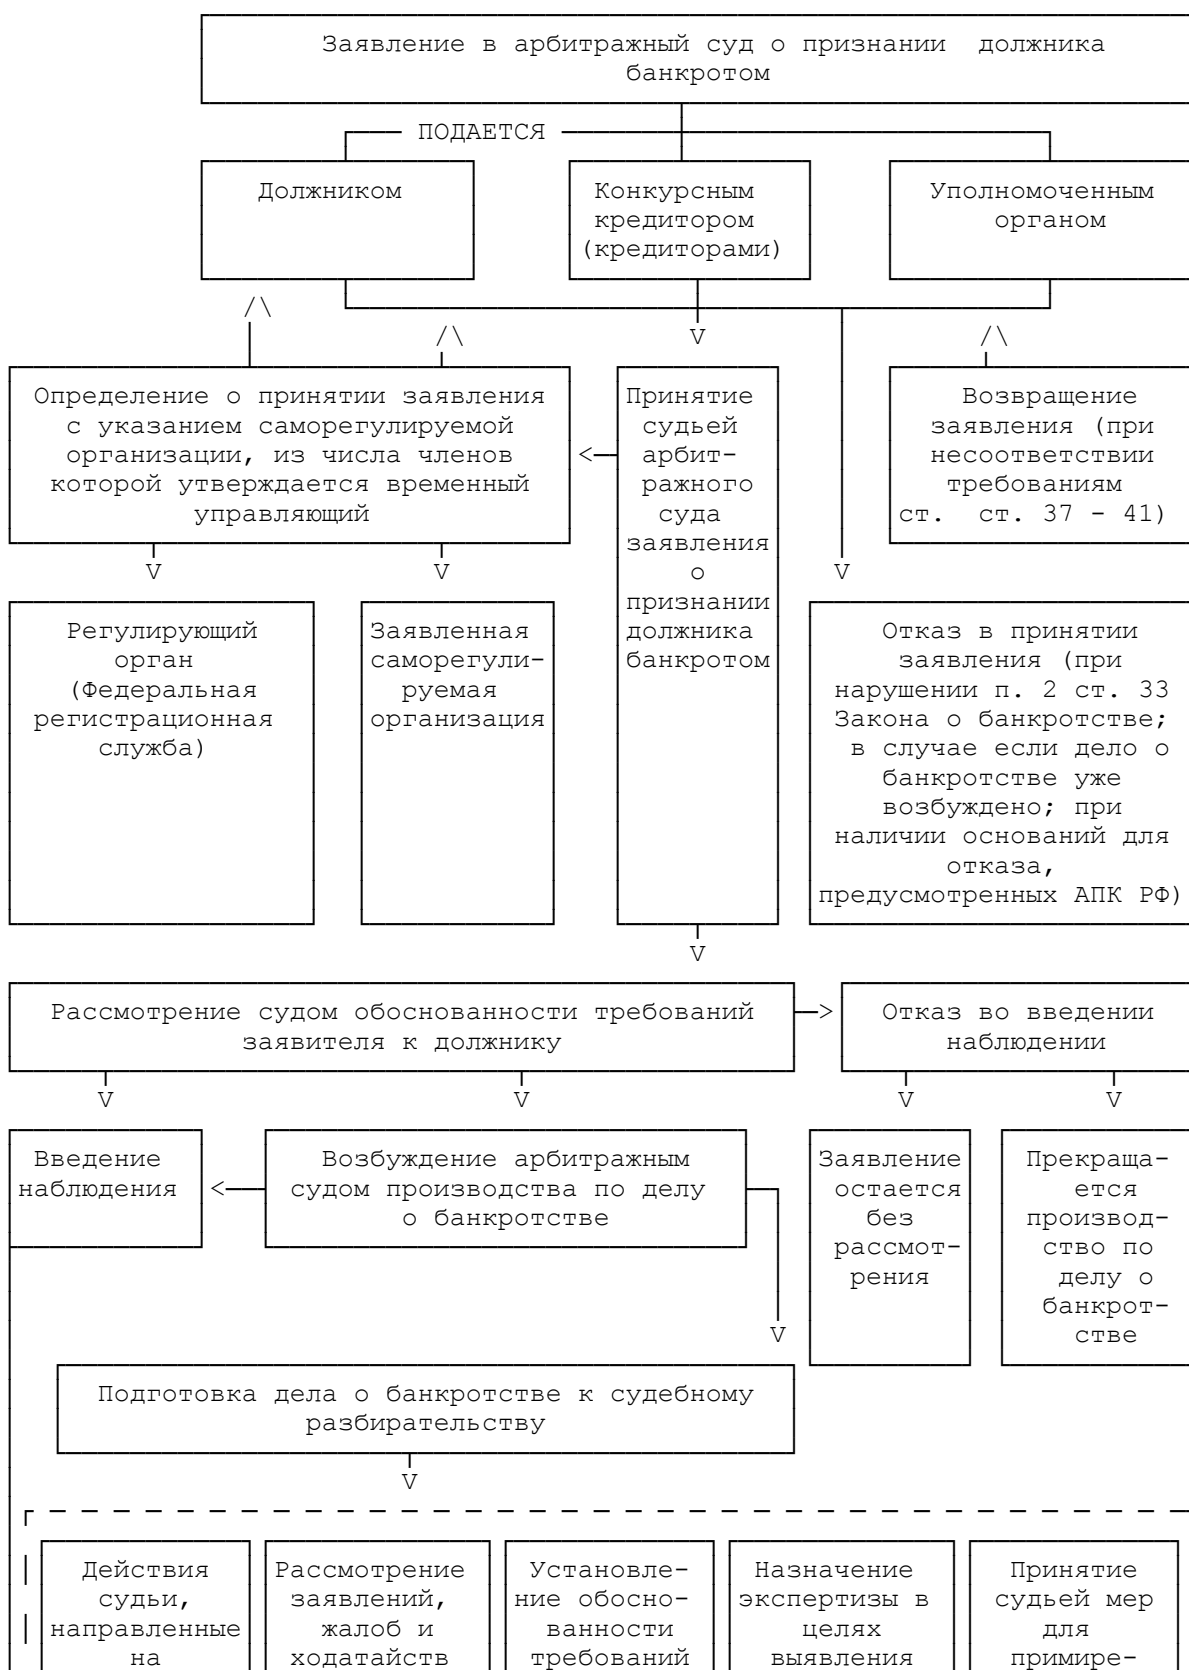 Заявление в арбитражный суд о признании должника
банкротом
ПОДАЕТСЯ
Должником
Конкурсным
кредитором
(кредиторами)
Уполномоченным
органом
Определение о принятии заявления
с указанием саморегулируемой
организации, из числа членов
которой утверждается временный
управляющий
Принятие
судьей
арбит-
ражного
суда
заявления
о
признании
должника
банкротом
Возвращение
заявления (при
несоответствии
требованиям
ст. ст. 37 - 41)
Регулирующий
орган
(Федеральная
регистрационная
служба)
Заявленная
саморегули-
руемая
организация
Отказ в принятии
заявления (при
нарушении п. 2 ст. 33
Закона о банкротстве;
в случае если дело о
банкротстве уже
возбуждено; при
наличии оснований для
отказа,
предусмотренных АПК РФ)
Рассмотрение судом обоснованности требований
заявителя к должнику
Отказ во введении
наблюдении
Введение
наблюдения
Возбуждение арбитражным
судом производства по делу
о банкротстве
Заявление
остается
без
рассмот-
рения
Прекраща-
ется
производ-
ство по
делу о
банкрот-
стве
Подготовка дела о банкротстве к судебному
разбирательству
Действия
судьи,
направленные
на
Рассмотрение
заявлений,
жалоб и
ходатайств
Установле-
ние обосно-
ванности
требований
Назначение
экспертизы в
целях
выявления
Принятие
судьей мер
для
примире-